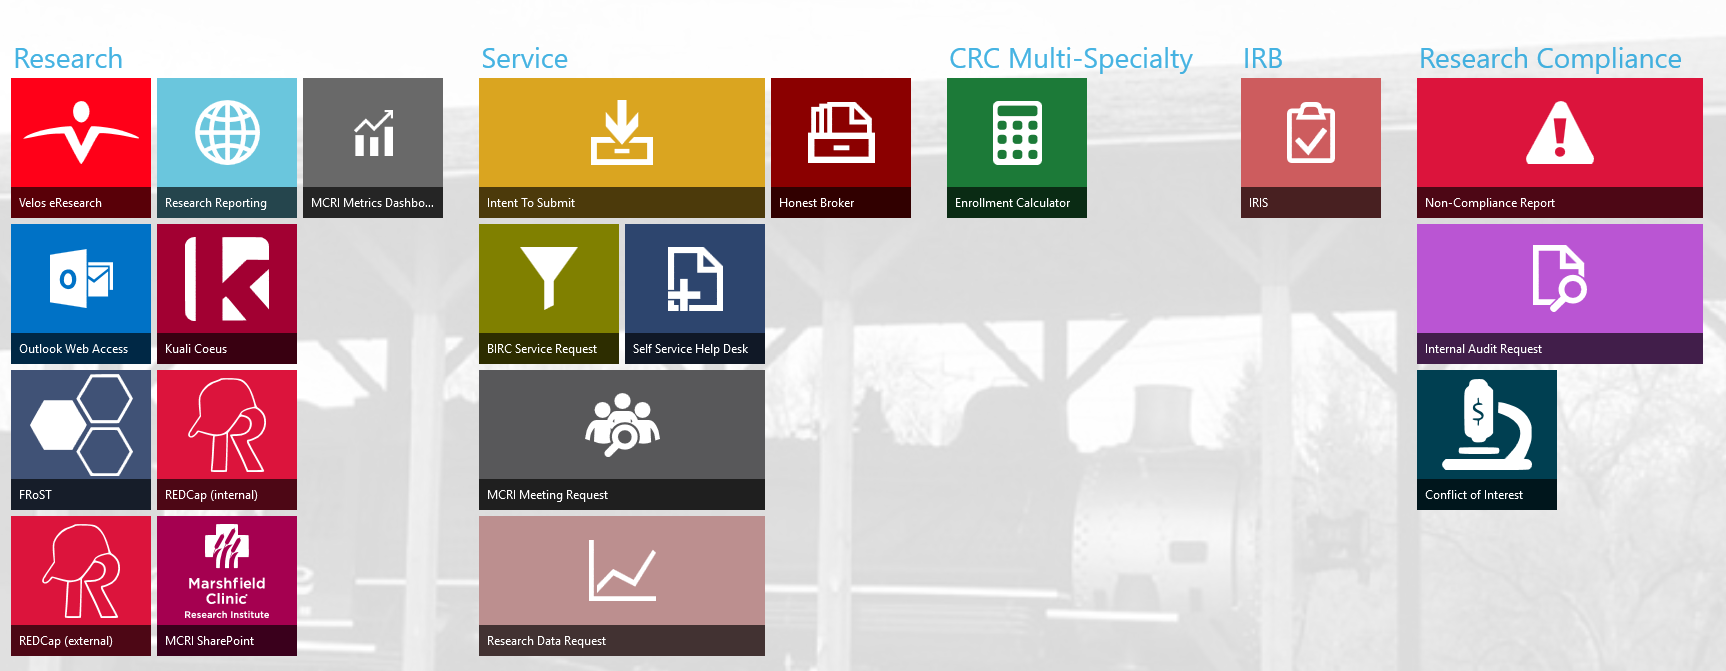 Research
Velos eResearch
Research Reporting
MCRI Metrics Dashbo...
Outlook Web Access
Kuali Coeus
FRoST
REDCap (internal)
REDCap (external)
Marshfield
Clinic
Research Institute
MCRI SharePoint
Service
Intent To Submit
Honest Broker
BIRC Service Request
Self Service Help Desk
MCRI Meeting Request
Research Data Request
CRC Multi-Specialty
Enrollment Calculator
IRB
IRIS
Research Compliance
Non-Compliance Report
Internal Audit Request
$
Conflict of Interest